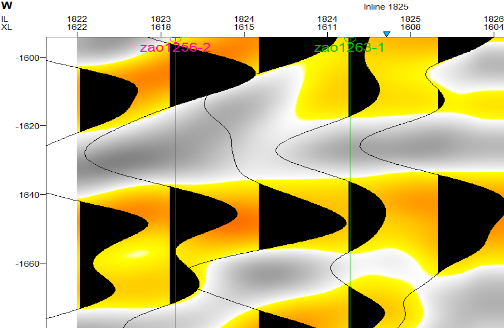 W
Inline 1825
IL 1822 1823 1824 1824 1825 1826
XL 1622 1618 1615 1611 1608 1604
zao1256-2 zao1263-1
-1600
-1620
-1640
-1660